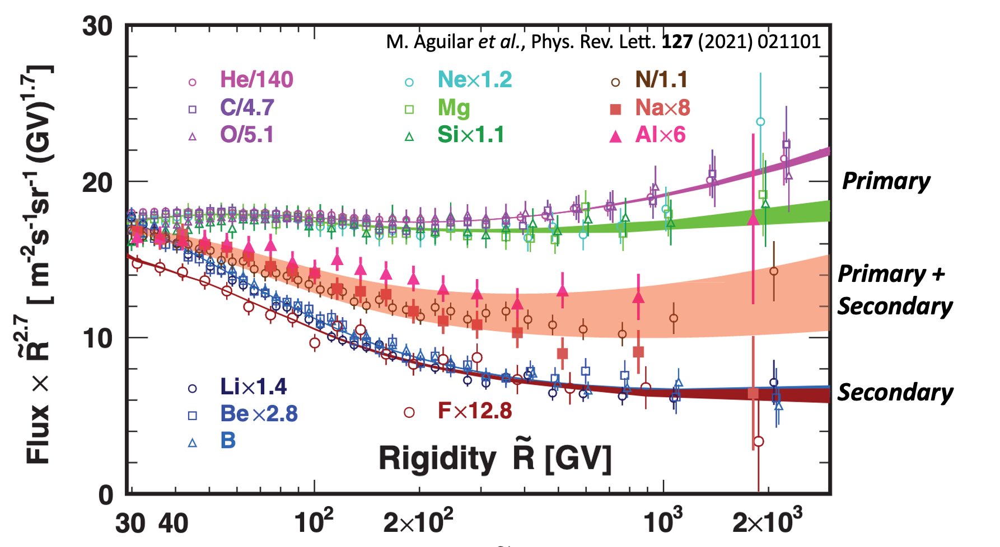 M. Aguilar et al., Phys. Rev. Lett. 127 (2021) 021101
Flux × R̃^2.7 [ m^-2 s^-1 sr^-1 (GV)^1.7 ]
30
20
10
0
He/140
C/4.7
O/5.1
Ne×1.2
Mg
Si×1.1
N/1.1
Na×8
Al×6
Primary
Primary +
Secondary
Secondary
Li×1.4
Be×2.8
B
F×12.8
Rigidity R̃ [GV]
30 40 10^2 2×10^2 10^3 2×10^3